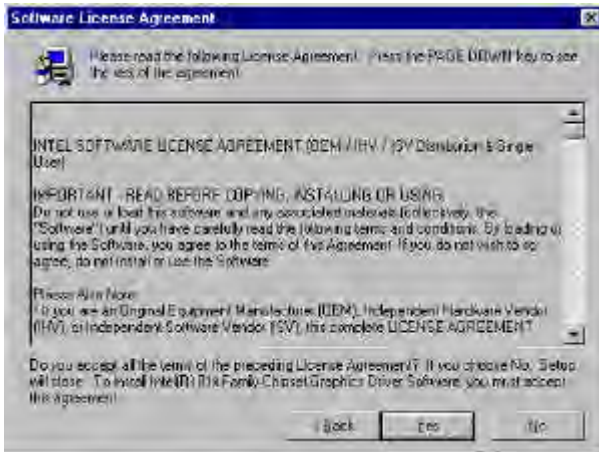 Software License Agreement
Please read the following License Agreement. Press the PAGE DOWN key to see
the rest of the agreement.
INTEL SOFTWARE LICENSE AGREEMENT (OEM / IHV / ISV Distribution & Single
User)
IMPORTANT - READ BEFORE COPYING, INSTALLING OR USING.
Do not use or load this software and any associated materials (collectively, the
"Software") until you have carefully read the following terms and conditions. By loading or
using the Software, you agree to the terms of this Agreement. If you do not wish to so
agree, do not install or use the Software.
Please Also Note:
* If you are an Original Equipment Manufacturer (OEM), Independent Hardware Vendor
(IHV), or Independent Software Vendor (ISV), this complete LICENSE AGREEMENT
Do you accept all the terms of the preceding License Agreement? If you choose No, Setup
will close. To install Intel(R) 81x Family Chipset Graphics Driver Software, you must accept
this agreement.
< Back
Yes
No